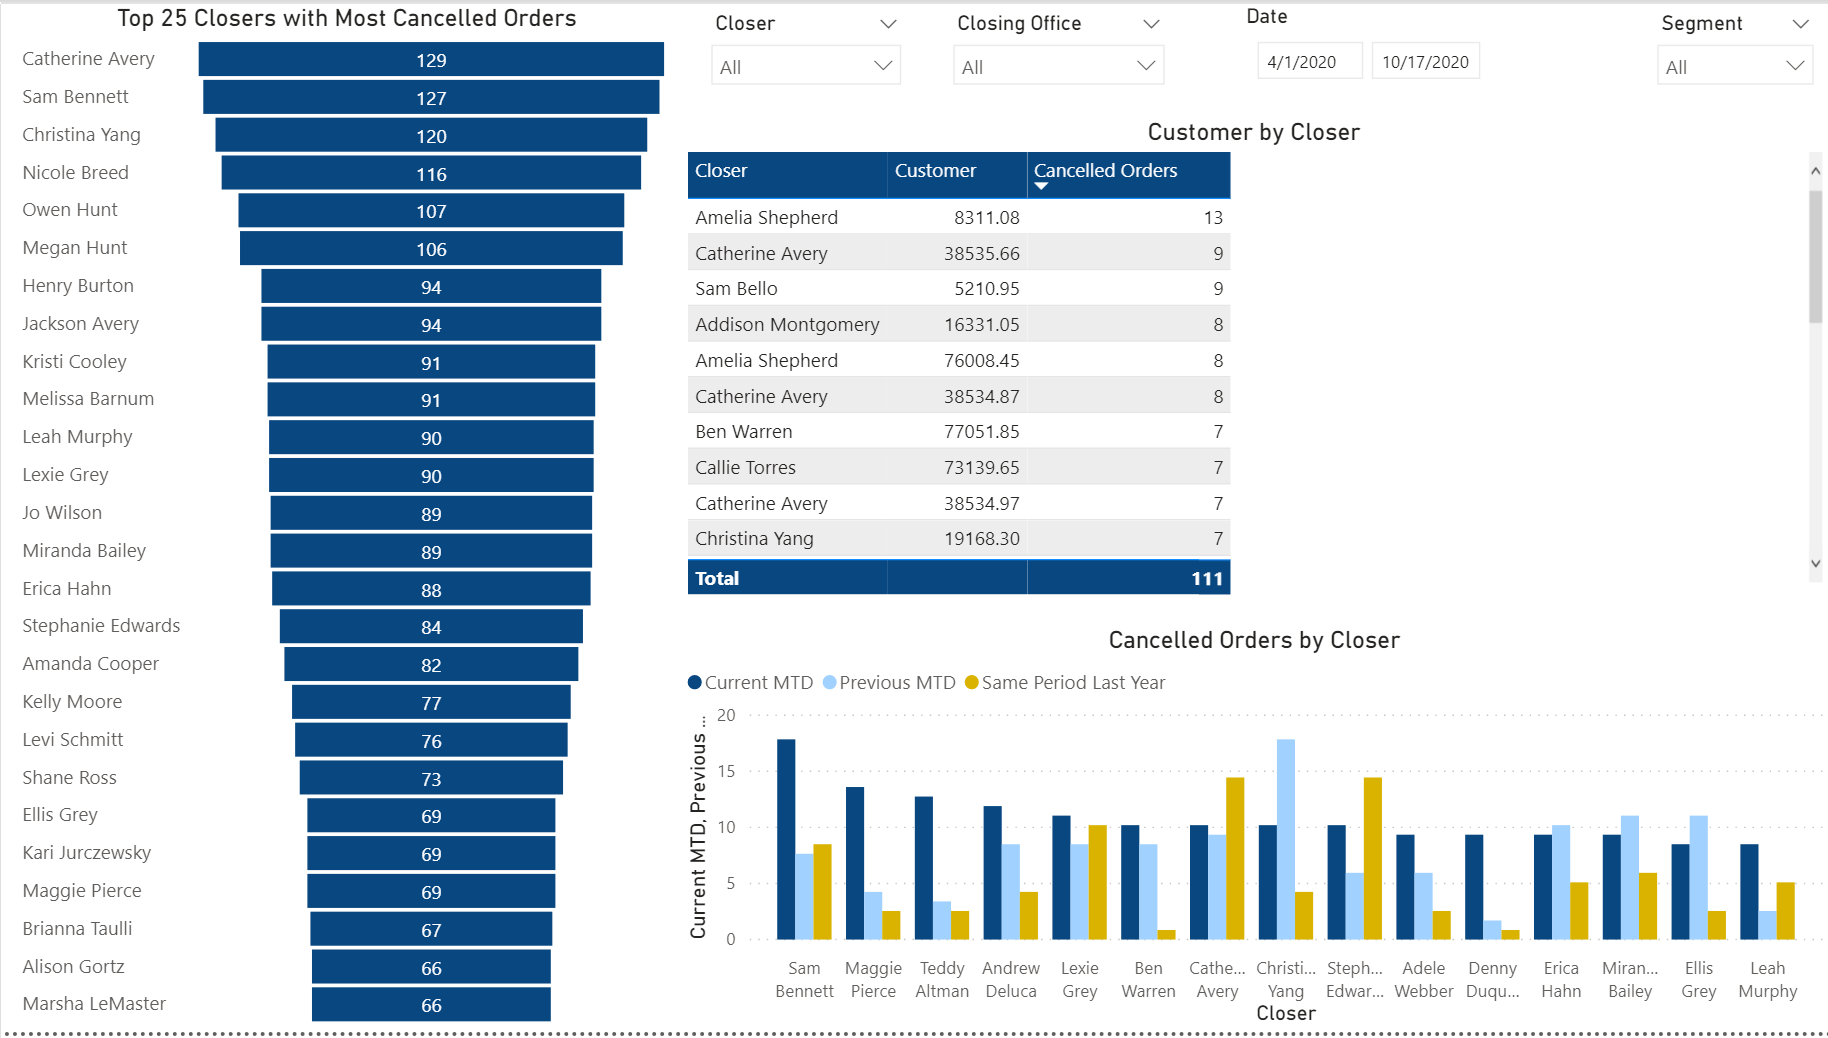 Top 25 Closers with Most Cancelled Orders
Catherine Avery 129
Sam Bennett 127
Christina Yang 120
Nicole Breed 116
Owen Hunt 107
Megan Hunt 106
Henry Burton 94
Jackson Avery 94
Kristi Cooley 91
Melissa Barnum 91
Leah Murphy 90
Lexie Grey 90
Jo Wilson 89
Miranda Bailey 89
Erica Hahn 88
Stephanie Edwards 84
Amanda Cooper 82
Kelly Moore 77
Levi Schmitt 76
Shane Ross 73
Ellis Grey 69
Kari Jurczewsky 69
Maggie Pierce 69
Brianna Taulli 67
Alison Gortz 66
Marsha LeMaster 66
Closer
All
Closing Office
All
Date
4/1/2020 10/17/2020
Segment
All
Customer by Closer
Closer Customer Cancelled Orders
Amelia Shepherd 8311.08 13
Catherine Avery 38535.66 9
Sam Bello 5210.95 9
Addison Montgomery 16331.05 8
Amelia Shepherd 76008.45 8
Catherine Avery 38534.87 8
Ben Warren 77051.85 7
Callie Torres 73139.65 7
Catherine Avery 38534.97 7
Christina Yang 19168.30 7
Total 111
Cancelled Orders by Closer
Current MTD Previous MTD Same Period Last Year
Current MTD, Previous ...
20
15
10
5
0
Sam Bennett
Maggie Pierce
Teddy Altman
Andrew Deluca
Lexie Grey
Ben Warren
Cathe... Avery
Christi... Yang
Steph... Edwar...
Adele Webber
Denny Duqu...
Erica Hahn
Miran... Bailey
Ellis Grey
Leah Murphy
Closer